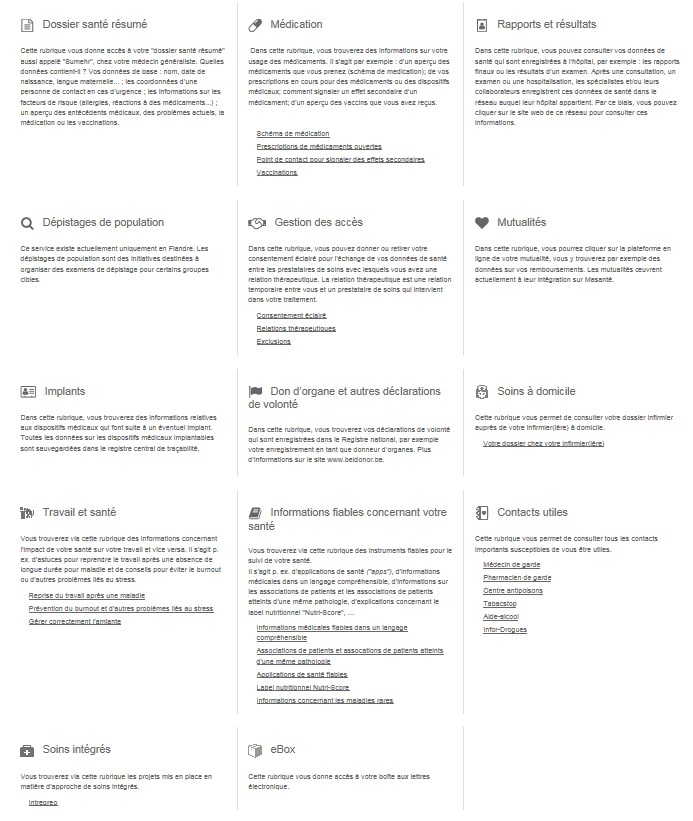 Dossier santé résumé
Cette rubrique vous donne accès à votre "dossier santé résumé"
aussi appelé "Bumehr", chez votre médecin généraliste. Quelles
données contient-il ? Vos données de base : nom, date de
naissance, langue maternelle... ; les coordonnées d'une
personne de contact en cas d'urgence ; les informations sur les
facteurs de risque (allergies, réactions à des médicaments...) ;
un aperçu des antécédents médicaux, des problèmes actuels, la
médication ou les vaccinations.
Médication
Dans cette rubrique, vous trouverez des informations sur votre
usage des médicaments. Il s'agit par exemple : d'un aperçu des
médicaments que vous prenez (schéma de medication); de vos
prescriptions en cours pour des médicaments ou des dispositifs
médicaux; comment signaler un effet secondaire d'un
médicament; d'un aperçu des vaccins que vous avez reçus.
Schéma de médication
Prescriptions de médicaments ouvertes
Point de contact pour signaler des effets secondaires
Vaccinations
Rapports et résultats
Dans cette rubrique, vous pouvez consulter vos données de
santé qui sont enregistrées à l'hôpital, par exemple : les rapports
finaux ou les résultats d'un examen. Après une consultation, un
examen ou une hospitalisation, les spécialistes et/ou leurs
collaborateurs enregistrent ces données de santé dans le
réseau auquel leur hôpital appartient. Par ce biais, vous pouvez
cliquer sur le site web de ce réseau pour consulter ces
informations.
Dépistages de population
Ce service existe actuellement uniquement en Flandre. Les
dépistages de population sont des initiatives destinées à
organiser des examens de dépistage pour certains groupes
cibles.
Gestion des accès
Dans cette rubrique, vous pouvez donner ou retirer votre
consentement éclairé pour l'échange de vos données de santé
entre les prestataires de soins avec lesquels vous avez une
relation thérapeutique. La relation thérapeutique est une relation
temporaire entre vous et un prestataire de soins qui intervient
dans votre traitement.
Consentement éclairé
Relations thérapeutiques
Exclusions
Mutualités
Dans cette rubrique, vous pourrez cliquer sur la plateforme en
ligne de votre mutualité, vous y trouverez par exemple des
données sur vos remboursements. Les mutualités œuvrent
actuellement à leur intégration sur Masanté.
Implants
Dans cette rubrique, vous trouverez des informations relatives
aux dispositifs médicaux qui font suite à un éventuel implant.
Toutes les données sur les dispositifs médicaux implantables
sont sauvegardées dans le registre central de traçabilité.
Don d'organe et autres déclarations
de volonté
Dans cette rubrique, vous trouverez vos déclarations de volonté
qui sont enregistrées dans le Registre national, par exemple
votre enregistrement en tant que donneur d'organes. Plus
d'informations sur le site www.beldonor.be.
Soins à domicile
Cette rubrique vous permet de consulter votre dossier infirmier
auprès de votre infirmier(ière) à domicile.
Votre dossier chez votre infirmier(ière)
Travail et santé
Vous trouverez via cette rubrique des informations concernant
l'impact de votre santé sur votre travail et vice versa. Il s'agit p.
ex. d'astuces pour reprendre le travail après une absence de
longue durée pour maladie et de conseils pour éviter le burnout
ou d'autres problèmes liés au stress.
Reprise du travail après une maladie
Prévention du burnout et d'autres problèmes liés au stress
Gérer correctement l'amiante
Informations fiables concernant votre
santé
Vous trouverez via cette rubrique des instruments fiables pour le
suivi de votre santé.
Il s'agit p. ex. d'applications de santé ("apps"), d'informations
médicales dans un langage compréhensible, d'informations sur
les associations de patients et les associations de patients
atteints d'une même pathologie, d'explications concernant le
label nutritionnel "Nutri-Score", ...
Informations médicales fiables dans un langage
compréhensible
Associations de patients et assocations de patients atteints
d'une même pathologie
Applications de santé fiables
Label nutritionnel Nutri-Score
Informations concernant les maladies rares
Contacts utiles
Cette rubrique vous permet de consulter tous les contacts
importants susceptibles de vous être utiles.
Médecin de garde
Pharmacien de garde
Centre antipoisons
Tabacstop
Aide-alcool
Infor-Drogues
Soins intégrés
Vous trouverez via cette rubrique les projets mis en place en
matière d'approche de soins intégrés.
Intregreo
eBox
Cette rubrique vous donne accès à votre boîte aux lettres
électronique.